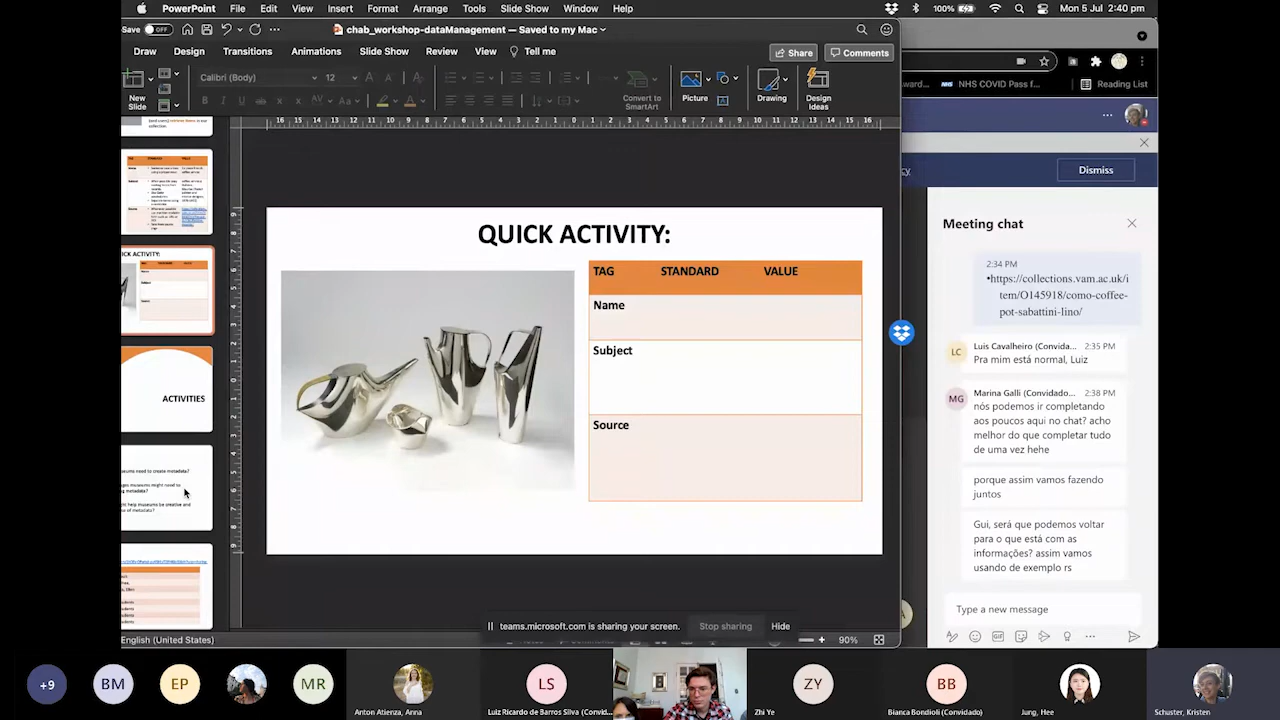 PowerPoint File Edit View Insert Format Arrange Tools Slide Show Window Help
100% Mon 5 Jul 2:40 pm
Save OFF
chab_workshop-dataManagement — Saved to my Mac
Draw Design Transitions Animations Slide Show Review View Tell me
Share Comments
Calibri (Body) 12
New Slide
Convert to SmartArt
Picture
Drawing
Design Ideas
NHS COVID Pass f...
Reading List
Dismiss
QUICK ACTIVITY:
TAG STANDARD VALUE
Name
Subject
Source
ACTIVITIES
Meeting chat
2:34 PM
•https://collections.vam.ac.uk/i
tem/O145918/como-coffee-
pot-sabattini-lino/
LC
Luis Cavalheiro (Convida... 2:35 PM
Pra mim está normal, Luiz
MG
Marina Galli (Convidado... 2:38 PM
nós podemos ir completando
aos poucos aqui no chat? acho
melhor do que completar tudo
de uma vez hehe
porque assim vamos fazendo
juntos
Gui, será que podemos voltar
para o que está com as
informações? assim vamos
usando de exemplo rs
Type a new message
teams.microsoft.com is sharing your screen. Stop sharing Hide
English (United States)
90%
+9 BM EP MR LS ZY BB
Anton Atienza, Anna
Luiz Ricardo de Barros Silva (Convid...
Zhi Ye
Bianca Bondioli (Convidado)
Jung, Hee
Schuster, Kristen